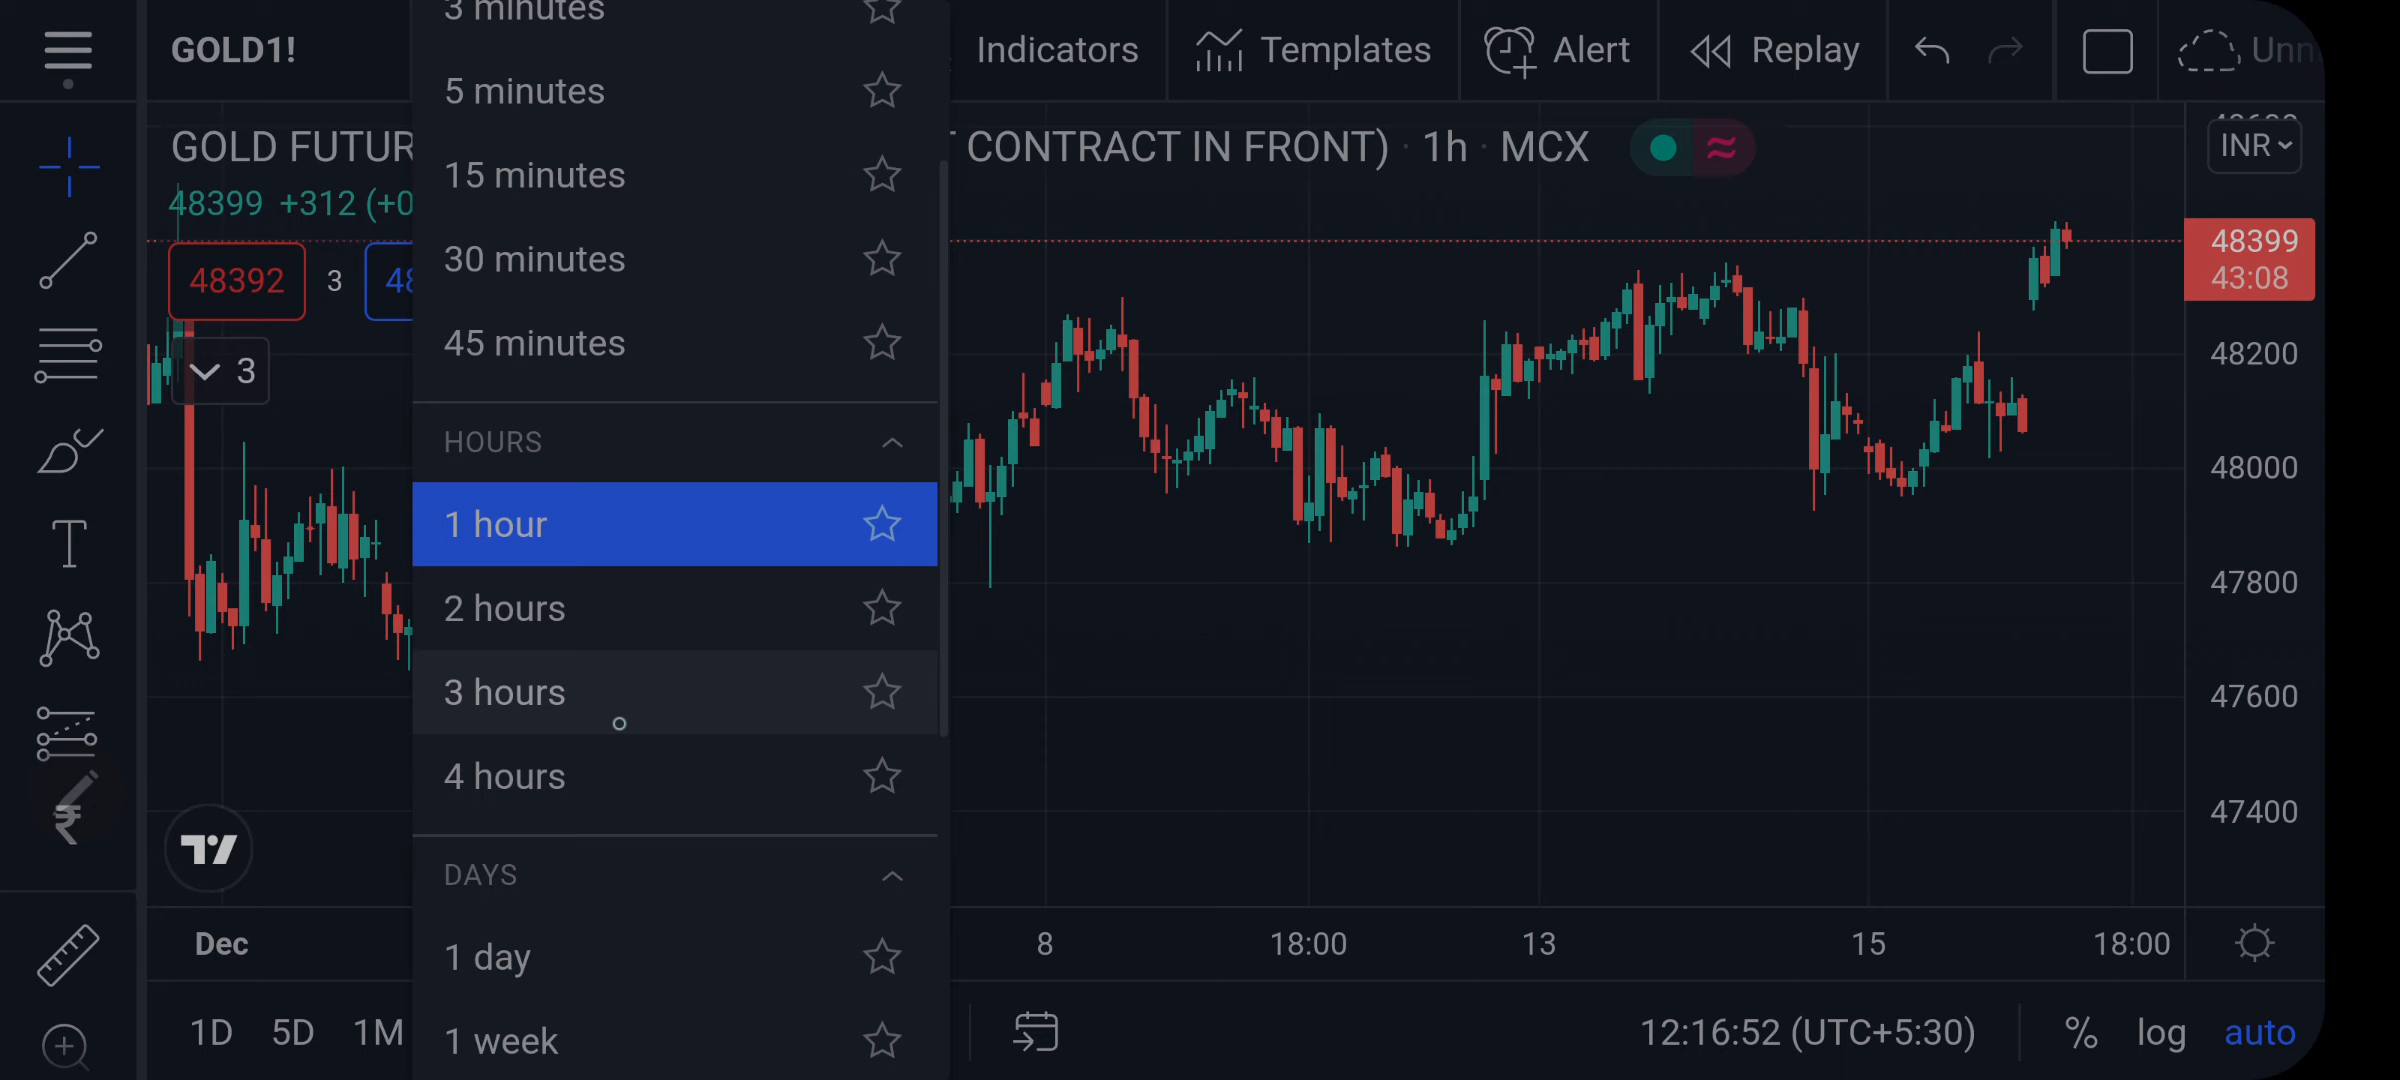 GOLD1!
3 minutes
Indicators
Templates
Alert
Replay
5 minutes
GOLD FUTUR
CONTRACT IN FRONT) · 1h · MCX
INR
15 minutes
48399 +312 (+0
30 minutes
48399
43:08
48392
3
48
45 minutes
48200
3
HOURS
48000
1 hour
47800
2 hours
3 hours
47600
4 hours
47400
DAYS
Dec
8
18:00
13
15
18:00
1 day
1D
5D
1M
1 week
12:16:52 (UTC+5:30)
%
log
auto